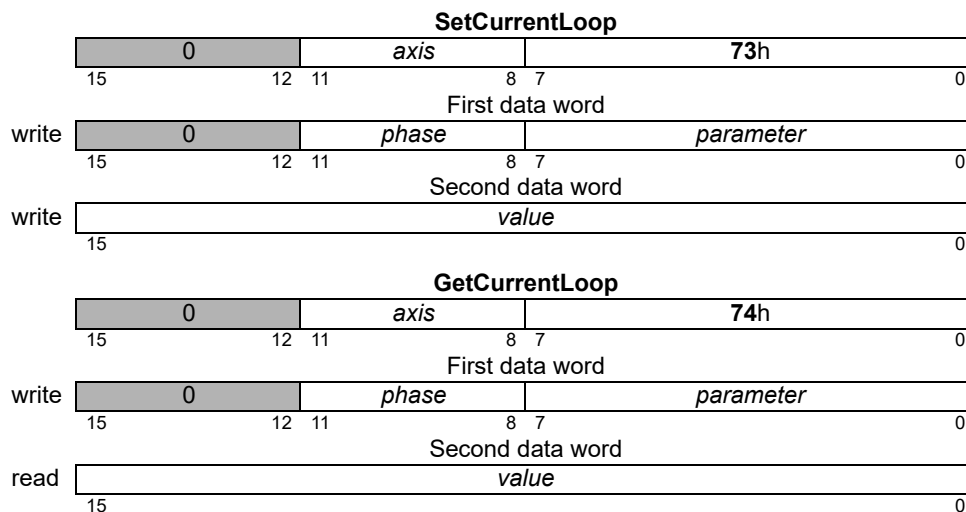 SetCurrentLoop
0 axis 73h
15 12 11 8 7 0
First data word
write 0 phase parameter
15 12 11 8 7 0
Second data word
write value
15 0
GetCurrentLoop
0 axis 74h
15 12 11 8 7 0
First data word
write 0 phase parameter
15 12 11 8 7 0
Second data word
read value
15 0